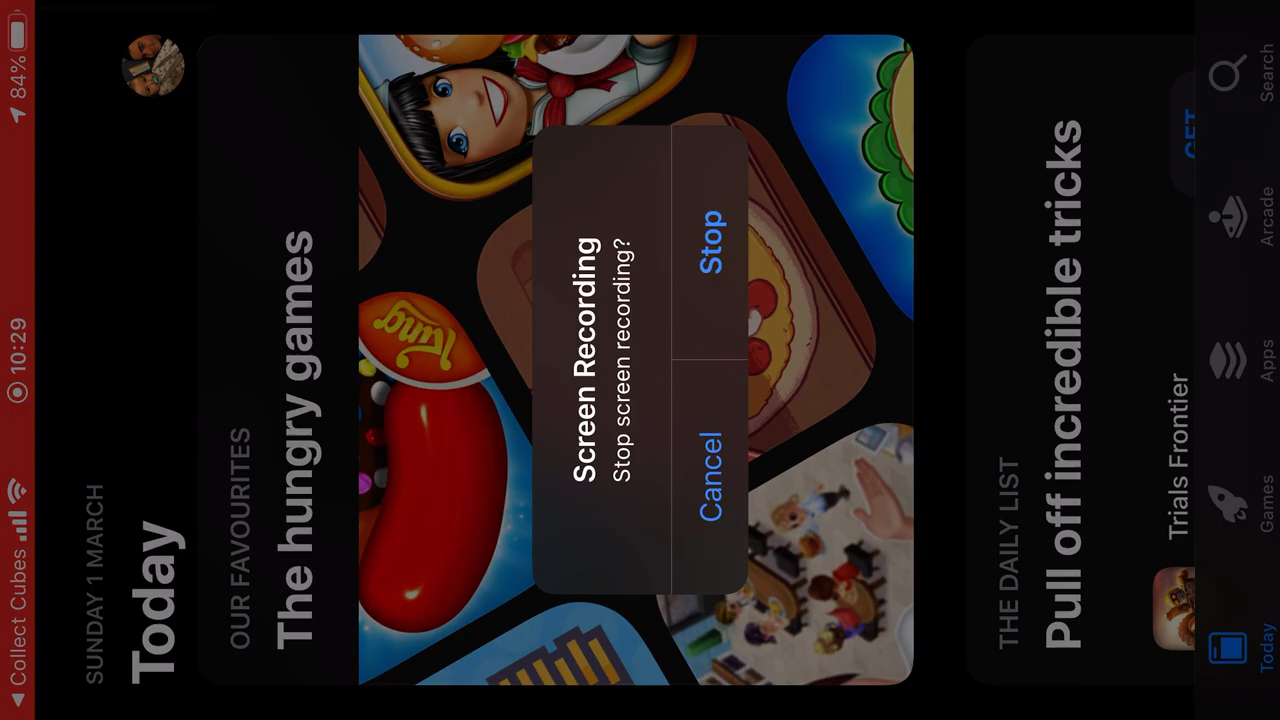 ◀ Collect Cubes
10:29
84%
SUNDAY 1 MARCH
Today
OUR FAVOURITES
The hungry games
King
Screen Recording
Stop screen recording?
Cancel
Stop
THE DAILY LIST
Pull off incredible tricks
Trials Frontier
GET
Today
Games
Apps
Arcade
Search